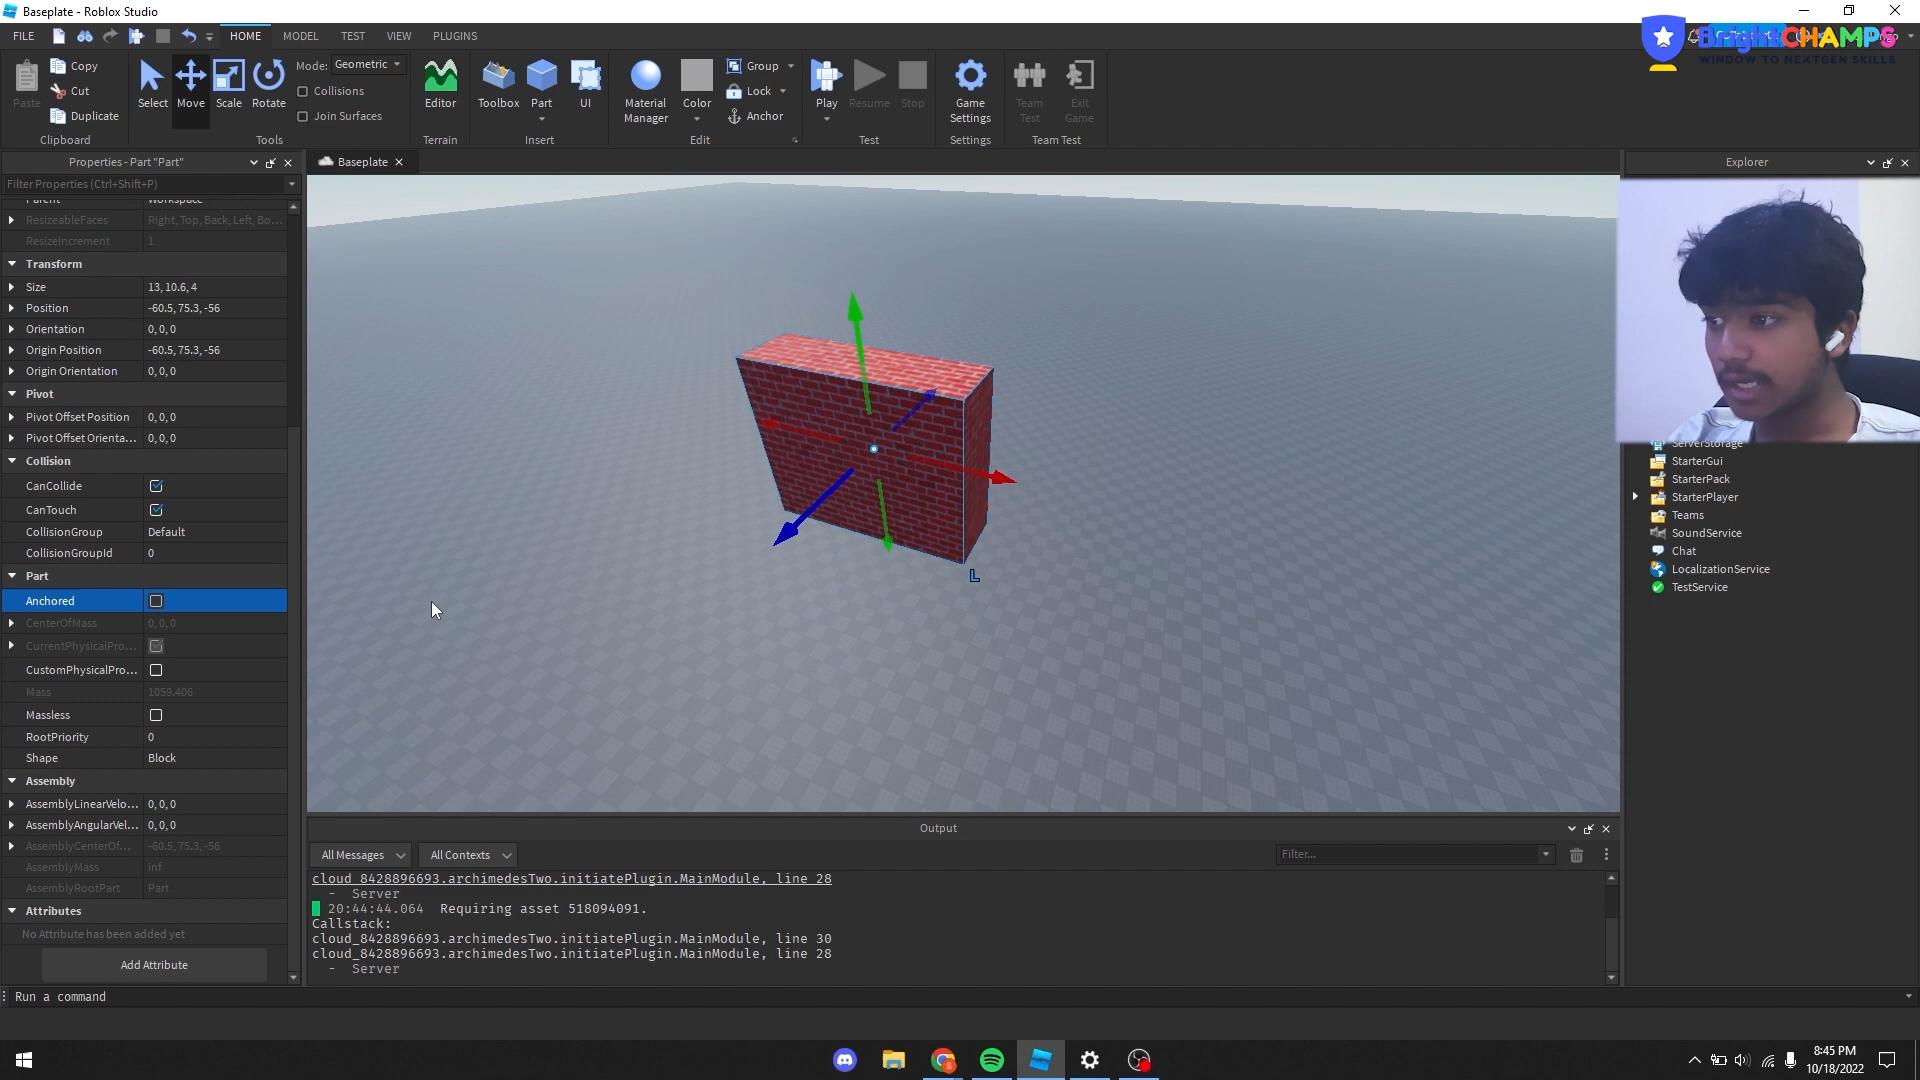 Baseplate - Roblox Studio
FILE
HOME
MODEL
TEST
VIEW
PLUGINS
BrightCHAMPS
WINDOW TO NEXTGEN SKILLS
Paste
Copy
Cut
Duplicate
Clipboard
Select
Move
Scale
Rotate
Mode:
Geometric
Collisions
Join Surfaces
Tools
Editor
Terrain
Toolbox
Part
UI
Insert
Material Manager
Color
Group
Lock
Anchor
Edit
Play
Resume
Stop
Test
Game Settings
Settings
Team Test
Exit Game
Team Test
Properties - Part "Part"
Filter Properties (Ctrl+Shift+P)
Parent Workspace
ResizeableFaces Right, Top, Back, Left, Bo...
ResizeIncrement 1
Transform
Size 13, 10.6, 4
Position -60.5, 75.3, -56
Orientation 0, 0, 0
Origin Position -60.5, 75.3, -56
Origin Orientation 0, 0, 0
Pivot
Pivot Offset Position 0, 0, 0
Pivot Offset Orienta... 0, 0, 0
Collision
CanCollide
CanTouch
CollisionGroup Default
CollisionGroupId 0
Part
Anchored
CenterOfMass 0, 0, 0
CurrentPhysicalPro...
CustomPhysicalPro...
Mass 1059.406
Massless
RootPriority 0
Shape Block
Assembly
AssemblyLinearVelo... 0, 0, 0
AssemblyAngularVel... 0, 0, 0
AssemblyCenterOf... -60.5, 75.3, -56
AssemblyMass inf
AssemblyRootPart Part
Attributes
No Attribute has been added yet
Add Attribute
Baseplate
L
Explorer
ServerStorage
StarterGui
StarterPack
StarterPlayer
Teams
SoundService
Chat
LocalizationService
TestService
Output
All Messages
All Contexts
Filter...
cloud_8428896693.archimedesTwo.initiatePlugin.MainModule, line 28
- Server
20:44:44.064 Requiring asset 518094091.
Callstack:
cloud_8428896693.archimedesTwo.initiatePlugin.MainModule, line 30
cloud_8428896693.archimedesTwo.initiatePlugin.MainModule, line 28
- Server
Run a command
8:45 PM
10/18/2022